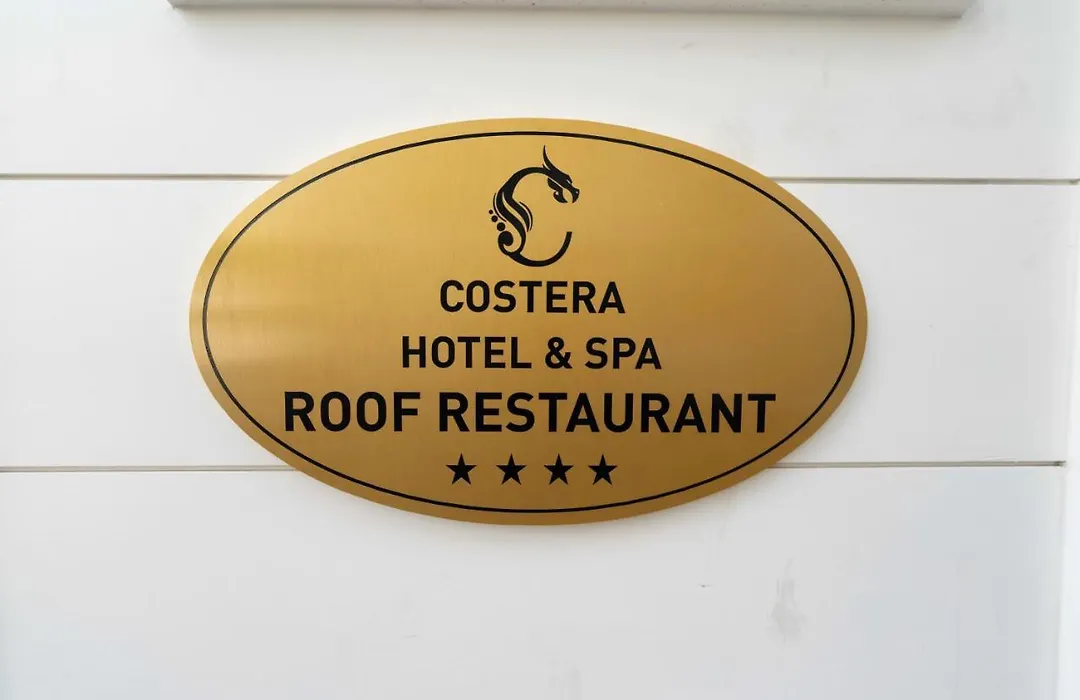 COSTERA
HOTEL & SPA
ROOF RESTAURANT
★ ★ ★ ★